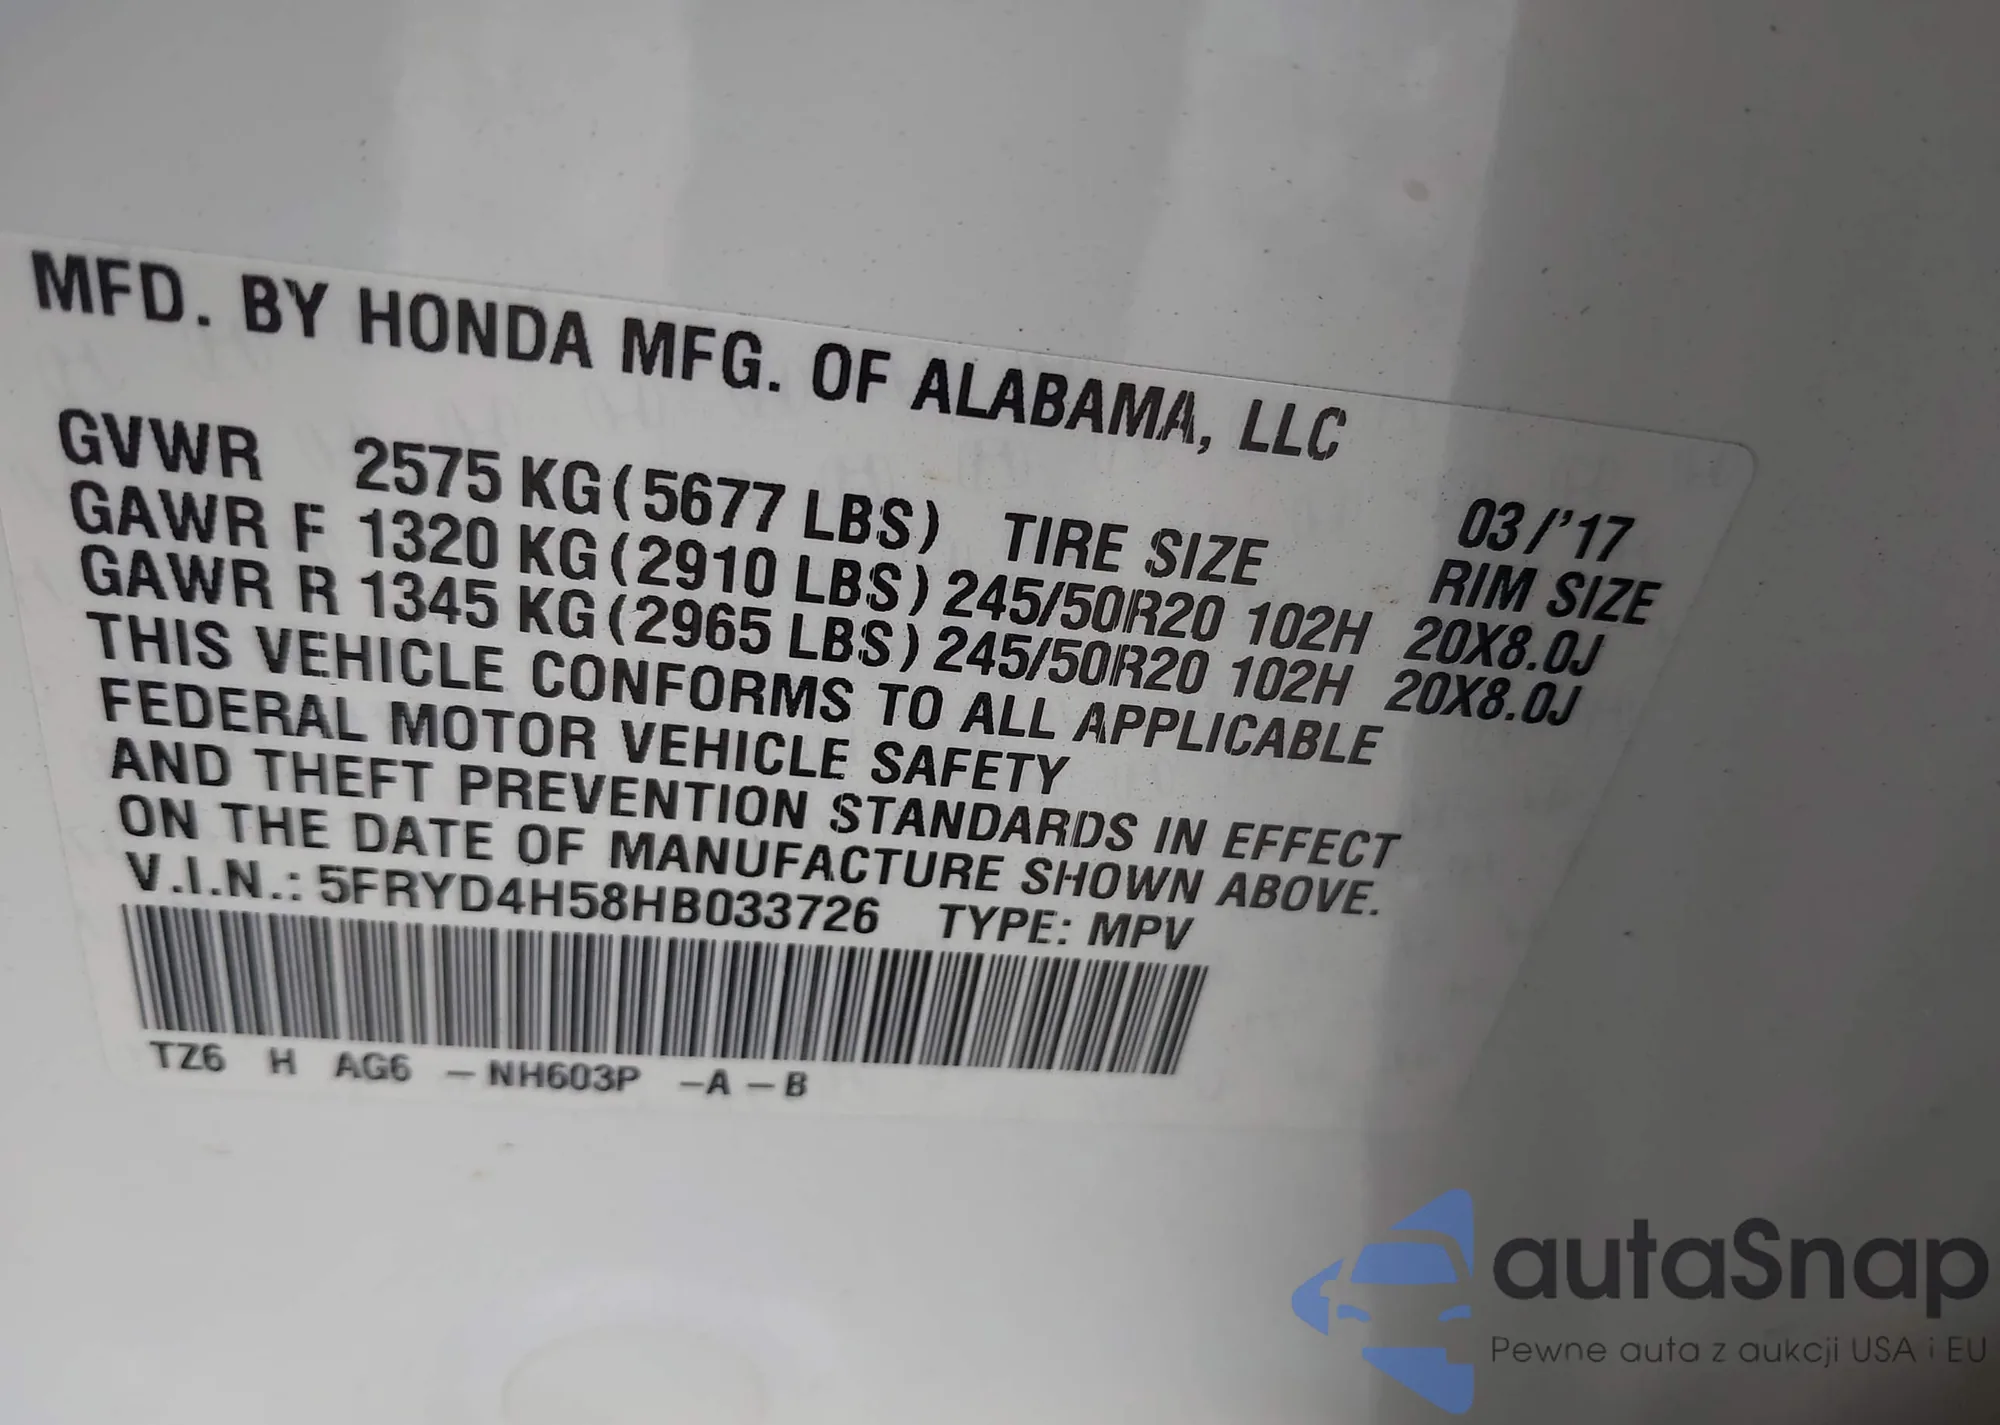 MFD. BY HONDA MFG. OF ALABAMA, LLC
03/'17
GVWR 2575 KG (5677 LBS) TIRE SIZE RIM SIZE
GAWR F 1320 KG (2910 LBS) 245/50R20 102H 20X8.0J
GAWR R 1345 KG (2965 LBS) 245/50R20 102H 20X8.0J
THIS VEHICLE CONFORMS TO ALL APPLICABLE
FEDERAL MOTOR VEHICLE SAFETY
AND THEFT PREVENTION STANDARDS IN EFFECT
ON THE DATE OF MANUFACTURE SHOWN ABOVE.
V.I.N.: 5FRYD4H58HB033726 TYPE: MPV
TZ6 H AG6 – NH603P –A – B
autaSnap
Pewne auta z aukcji USA i EU